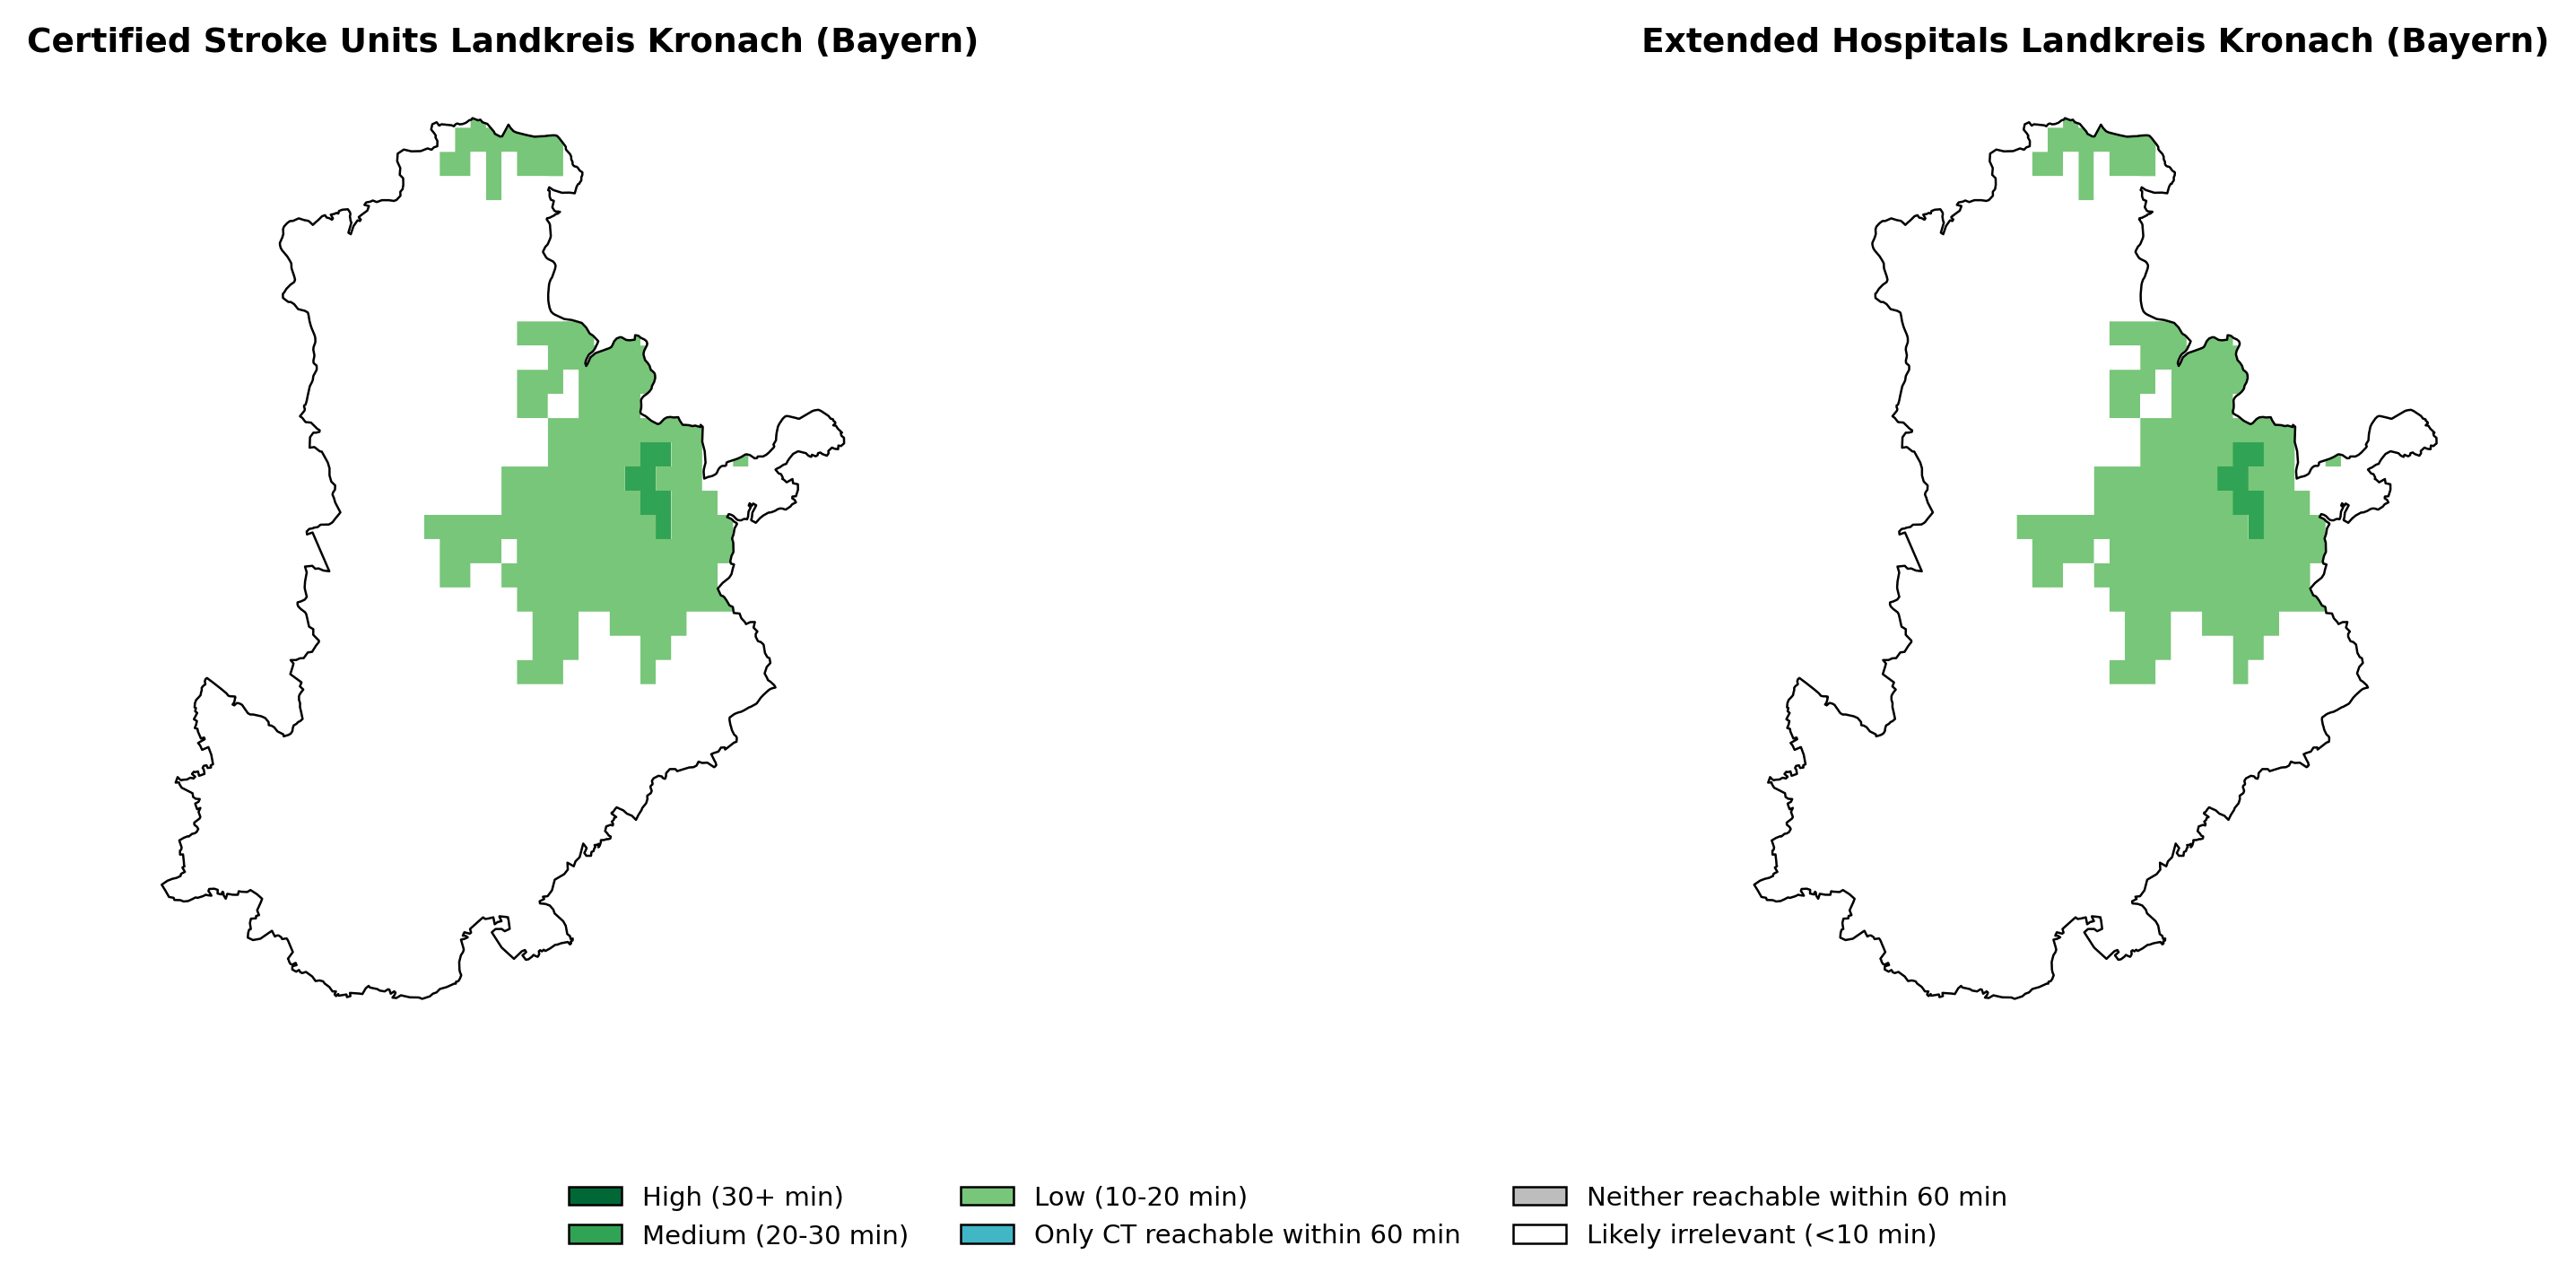 Certified Stroke Units Landkreis Kronach (Bayern)
Extended Hospitals Landkreis Kronach (Bayern)
High (30+ min)
Medium (20-30 min)
Low (10-20 min)
Only CT reachable within 60 min
Neither reachable within 60 min
Likely irrelevant (<10 min)